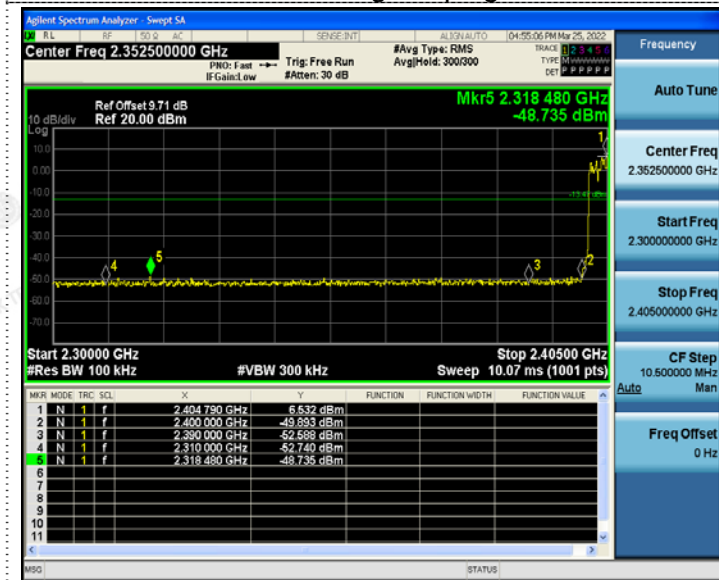 Agilent Spectrum Analyzer - Swept SA
RL RF 50 Ω AC SENSE:INT ALIGN AUTO 04:55:06 PM Mar 25, 2022
Center Freq 2.352500000 GHz
PNO: Fast
IFGain:Low
Trig: Free Run
#Atten: 30 dB
#Avg Type: RMS
Avg|Hold: 300/300
TRACE 1 2 3 4 5 6
TYPE M
DET P P P P P P
Ref Offset 9.71 dB
Ref 20.00 dBm
10 dB/div
Log
Mkr5 2.318 480 GHz
-48.735 dBm
10.0
0.00
-10.0
-20.0
-30.0
-40.0
-50.0
-60.0
-70.0
1
2
3
4
5
Start 2.30000 GHz
Stop 2.40500 GHz
#Res BW 100 kHz
#VBW 300 kHz
Sweep 10.07 ms (1001 pts)
MKR MODE TRC SCL X Y FUNCTION FUNCTION WIDTH FUNCTION VALUE
1 N 1 f 2.404 790 GHz 6.532 dBm
2 N 1 f 2.400 000 GHz -49.893 dBm
3 N 1 f 2.390 000 GHz -52.588 dBm
4 N 1 f 2.310 000 GHz -52.740 dBm
5 N 1 f 2.318 480 GHz -48.735 dBm
6
7
8
9
10
11
MSG
STATUS
Frequency
Auto Tune
Center Freq
2.352500000 GHz
Start Freq
2.300000000 GHz
Stop Freq
2.405000000 GHz
CF Step
10.500000 MHz
Auto Man
Freq Offset
0 Hz